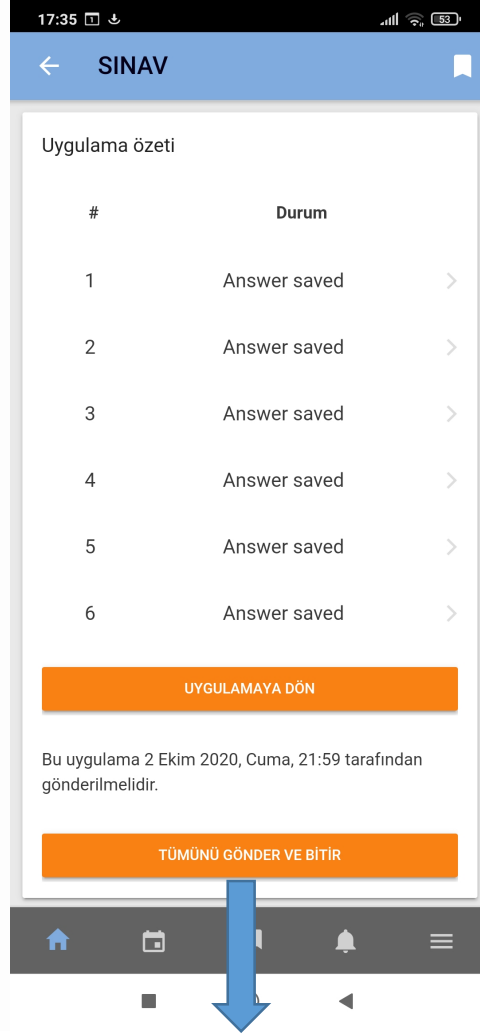 17:35
53
SINAV
Uygulama özeti
# Durum
1 Answer saved
2 Answer saved
3 Answer saved
4 Answer saved
5 Answer saved
6 Answer saved
UYGULAMAYA DÖN
Bu uygulama 2 Ekim 2020, Cuma, 21:59 tarafından
gönderilmelidir.
TÜMÜNÜ GÖNDER VE BİTİR